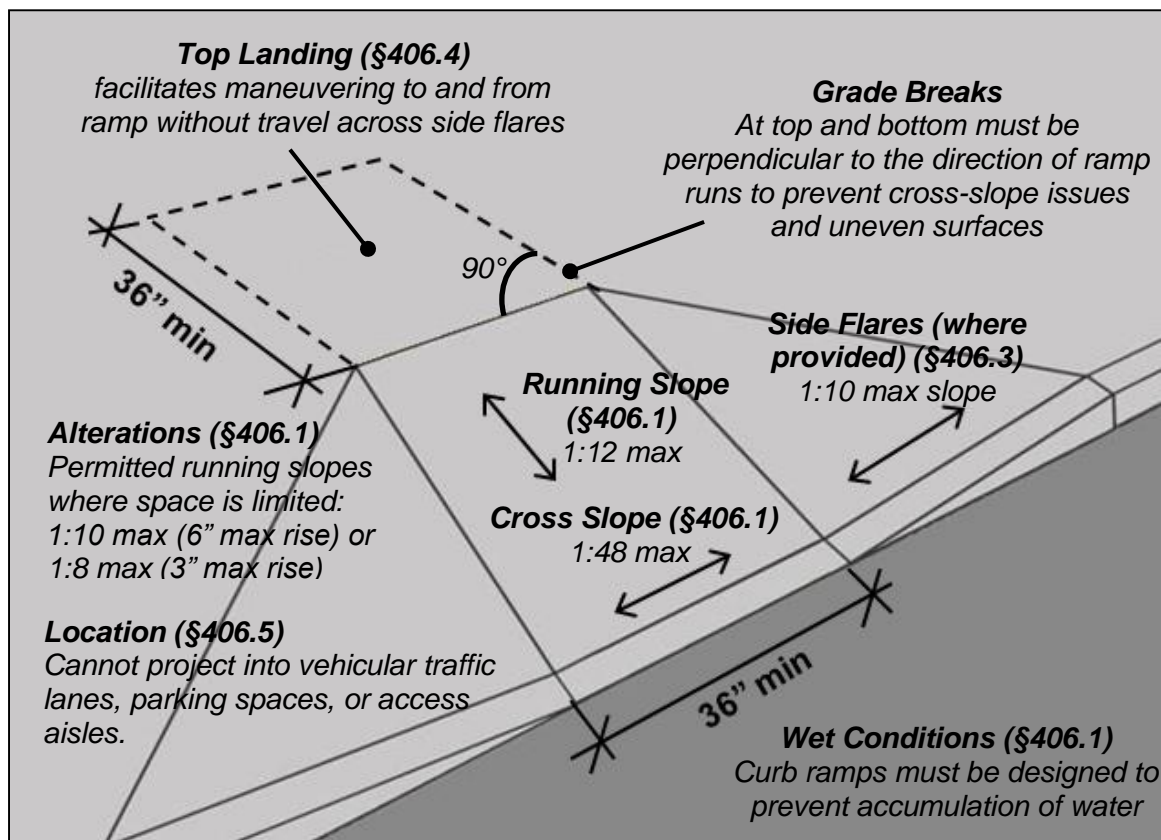 Top Landing (§406.4)
facilitates maneuvering to and from
ramp without travel across side flares
Grade Breaks
At top and bottom must be
perpendicular to the direction of ramp
runs to prevent cross-slope issues
and uneven surfaces
90°
36” min
Side Flares (where
provided) (§406.3)
1:10 max slope
Running Slope
(§406.1)
1:12 max
Alterations (§406.1)
Permitted running slopes
where space is limited:
1:10 max (6” max rise) or
1:8 max (3” max rise)
Cross Slope (§406.1)
1:48 max
Location (§406.5)
Cannot project into vehicular traffic
lanes, parking spaces, or access
aisles.
36” min
Wet Conditions (§406.1)
Curb ramps must be designed to
prevent accumulation of water